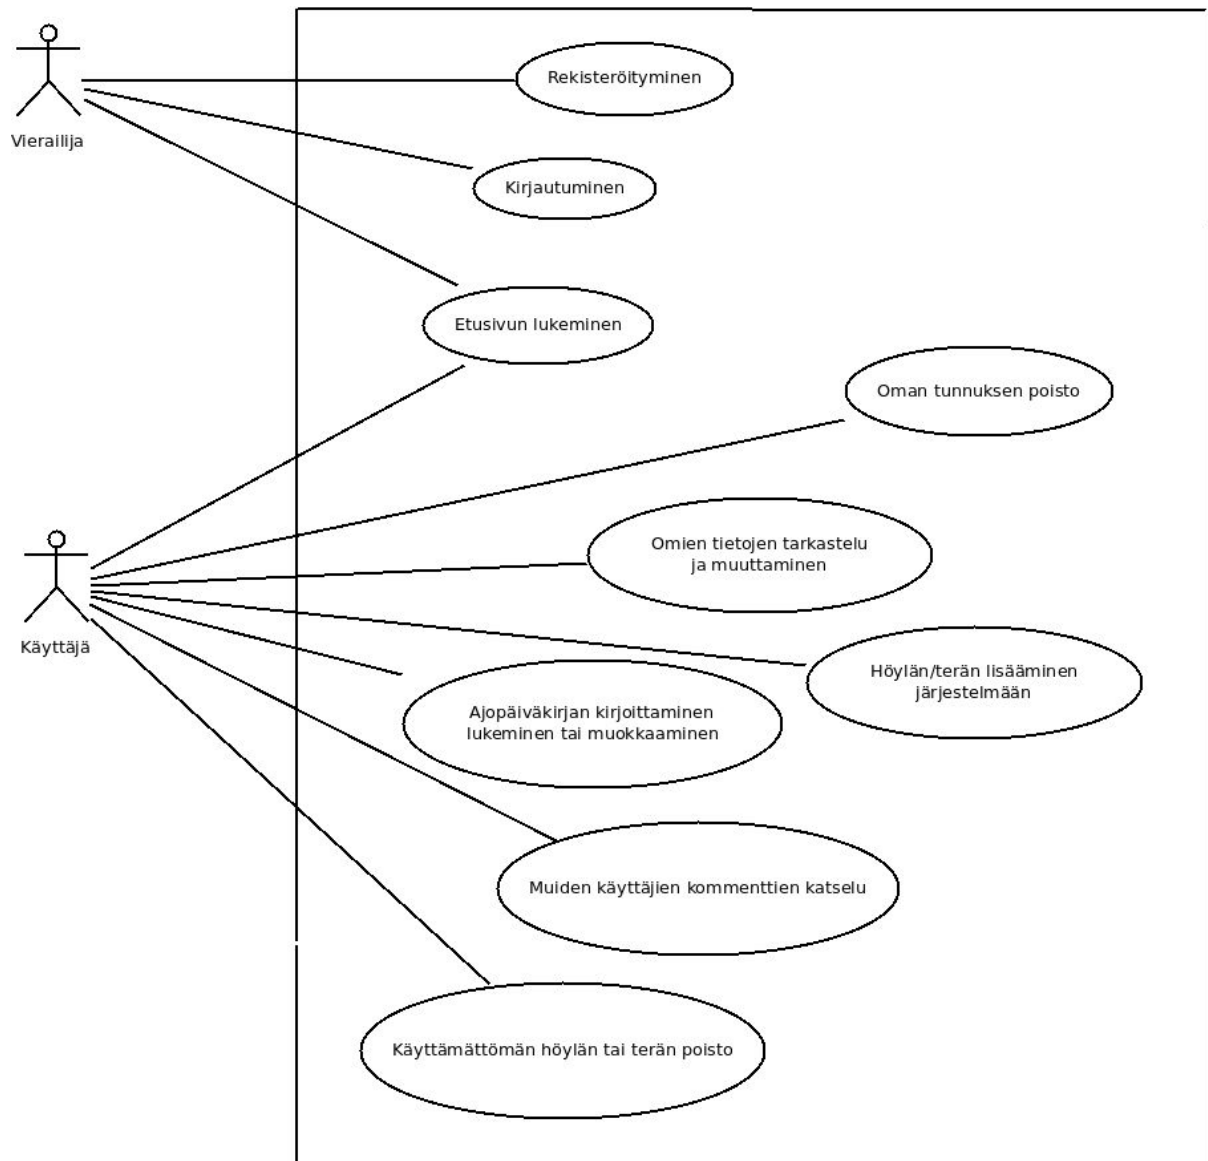 Rekisteröityminen
Vierailija
Kirjautuminen
Etusivun lukeminen
Oman tunnuksen poisto
Omien tietojen tarkastelu
ja muuttaminen
Käyttäjä
Höylän/terän lisääminen
järjestelmään
Ajopäiväkirjan kirjoittaminen
lukeminen tai muokkaaminen
Muiden käyttäjien kommenttien katselu
Käyttämättömän höylän tai terän poisto